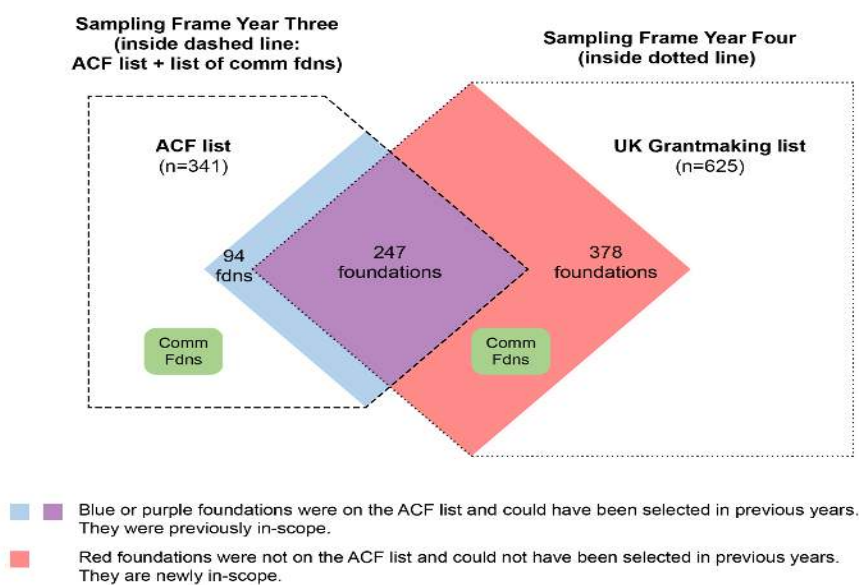 Sampling Frame Year Three
(inside dashed line:
ACF list + list of comm fdns)
Sampling Frame Year Four
(inside dotted line)
ACF list
(n=341)
UK Grantmaking list
(n=625)
94
fdns
247
foundations
378
foundations
Comm
Fdns
Comm
Fdns
Blue or purple foundations were on the ACF list and could have been selected in previous years.
They were previously in-scope.
Red foundations were not on the ACF list and could not have been selected in previous years.
They are newly in-scope.